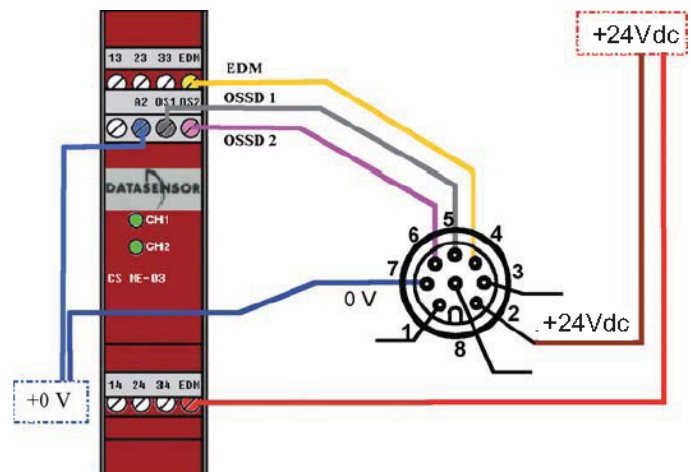 +24Vdc
13 23 33 EDM
EDM
A2 OS1 OS2
OSSD 1
OSSD 2
DATASENSOR
CH1
CH2
CS ME-03
5
6
4
7
3
0 V
2
.+24Vdc
1
8
+0 V
14 24 34 EDM